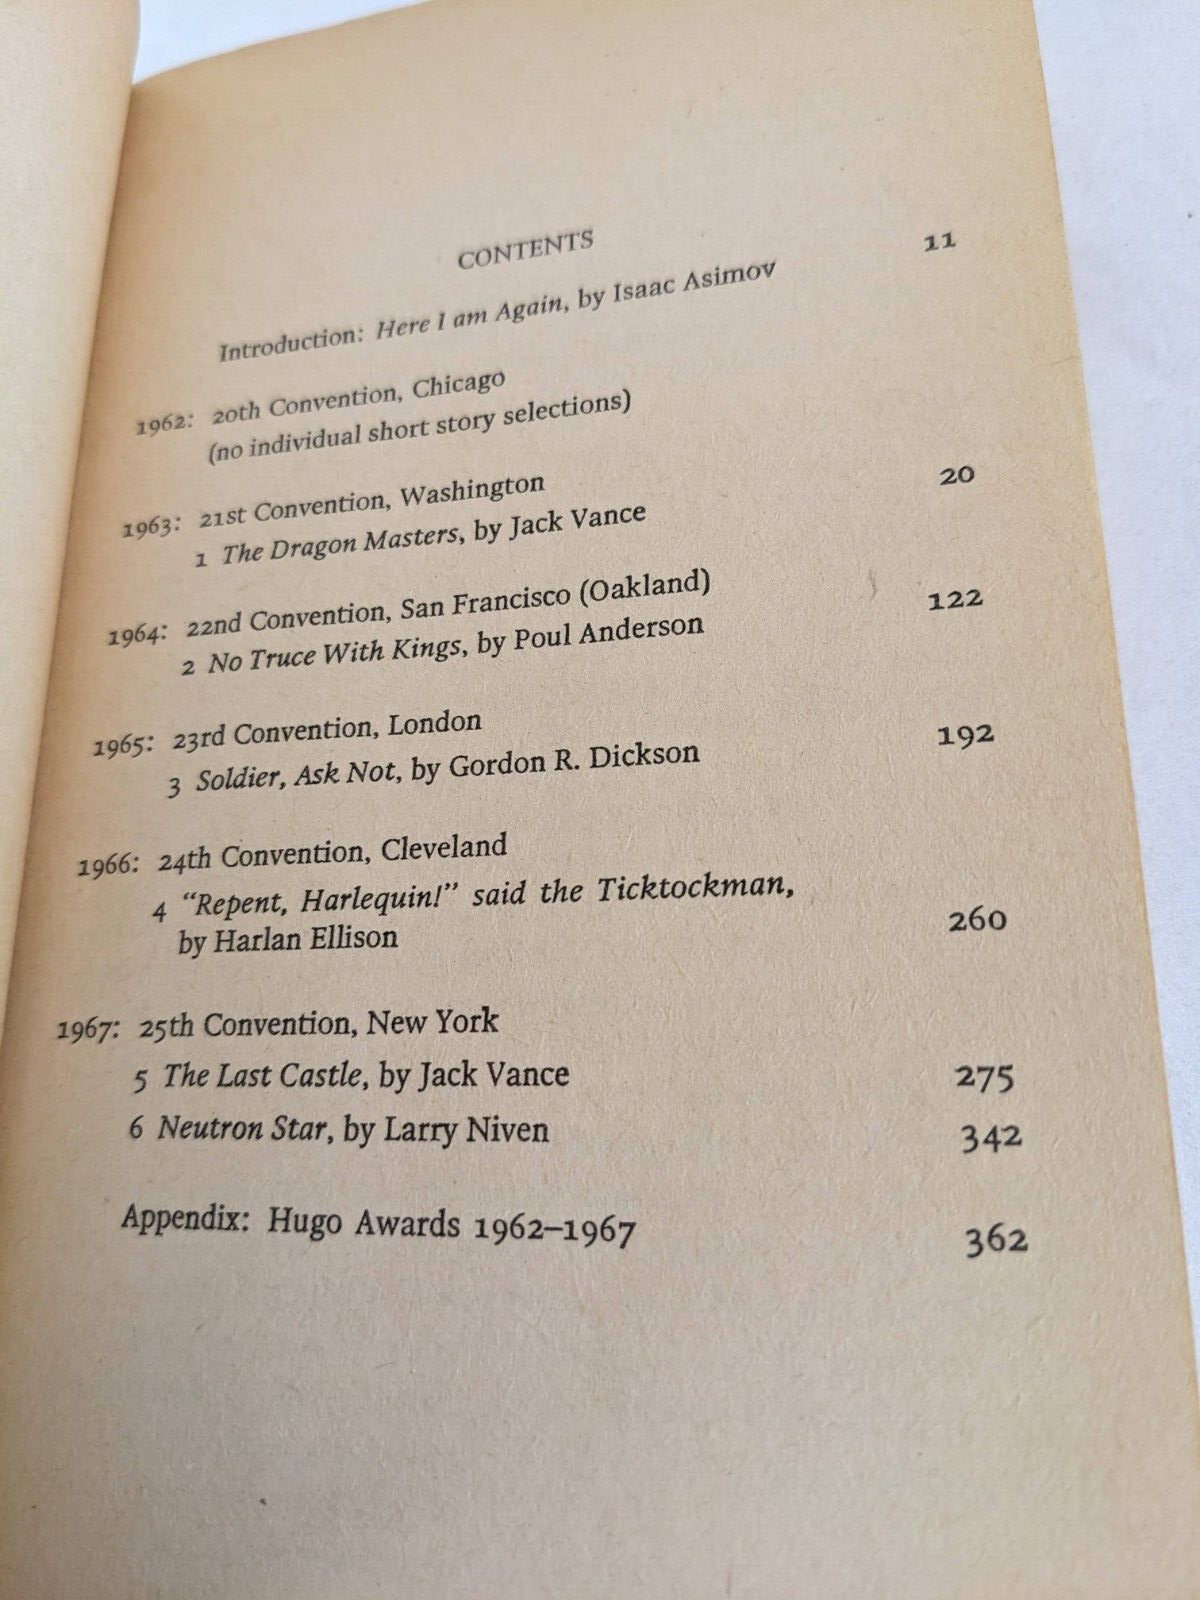 CONTENTS
Introduction: Here I am Again, by Isaac Asimov 11
1962: 20th Convention, Chicago
(no individual short story selections)
1963: 21st Convention, Washington
1 The Dragon Masters, by Jack Vance 20
1964: 22nd Convention, San Francisco (Oakland)
2 No Truce With Kings, by Poul Anderson 122
1965: 23rd Convention, London
3 Soldier, Ask Not, by Gordon R. Dickson 192
1966: 24th Convention, Cleveland
4 “Repent, Harlequin!” said the Ticktockman,
by Harlan Ellison 260
1967: 25th Convention, New York
5 The Last Castle, by Jack Vance 275
6 Neutron Star, by Larry Niven 342
Appendix: Hugo Awards 1962–1967 362